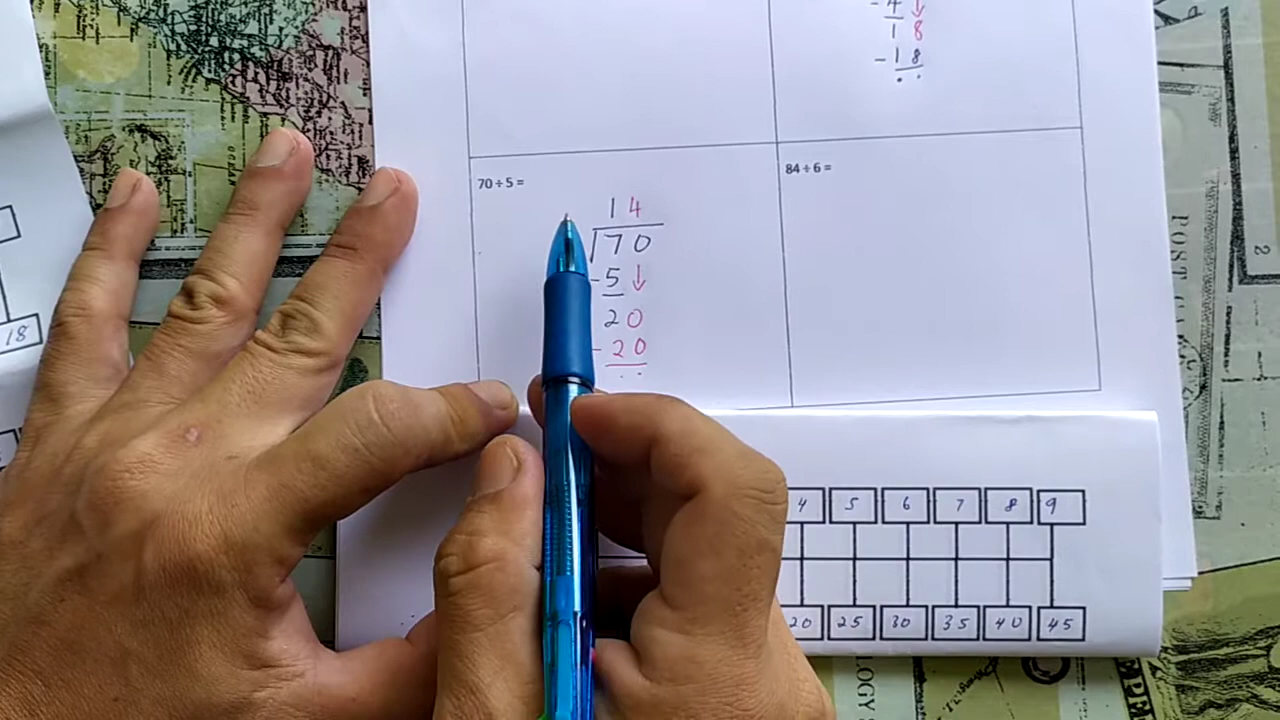 - 4 ↓
1 8
- 1 8
70 ÷ 5 =
84 ÷ 6 =
1 4
7 0
- 5 ↓
2 0
- 2 0
18
4 5 6 7 8 9
20 25 30 35 40 45
POST
2